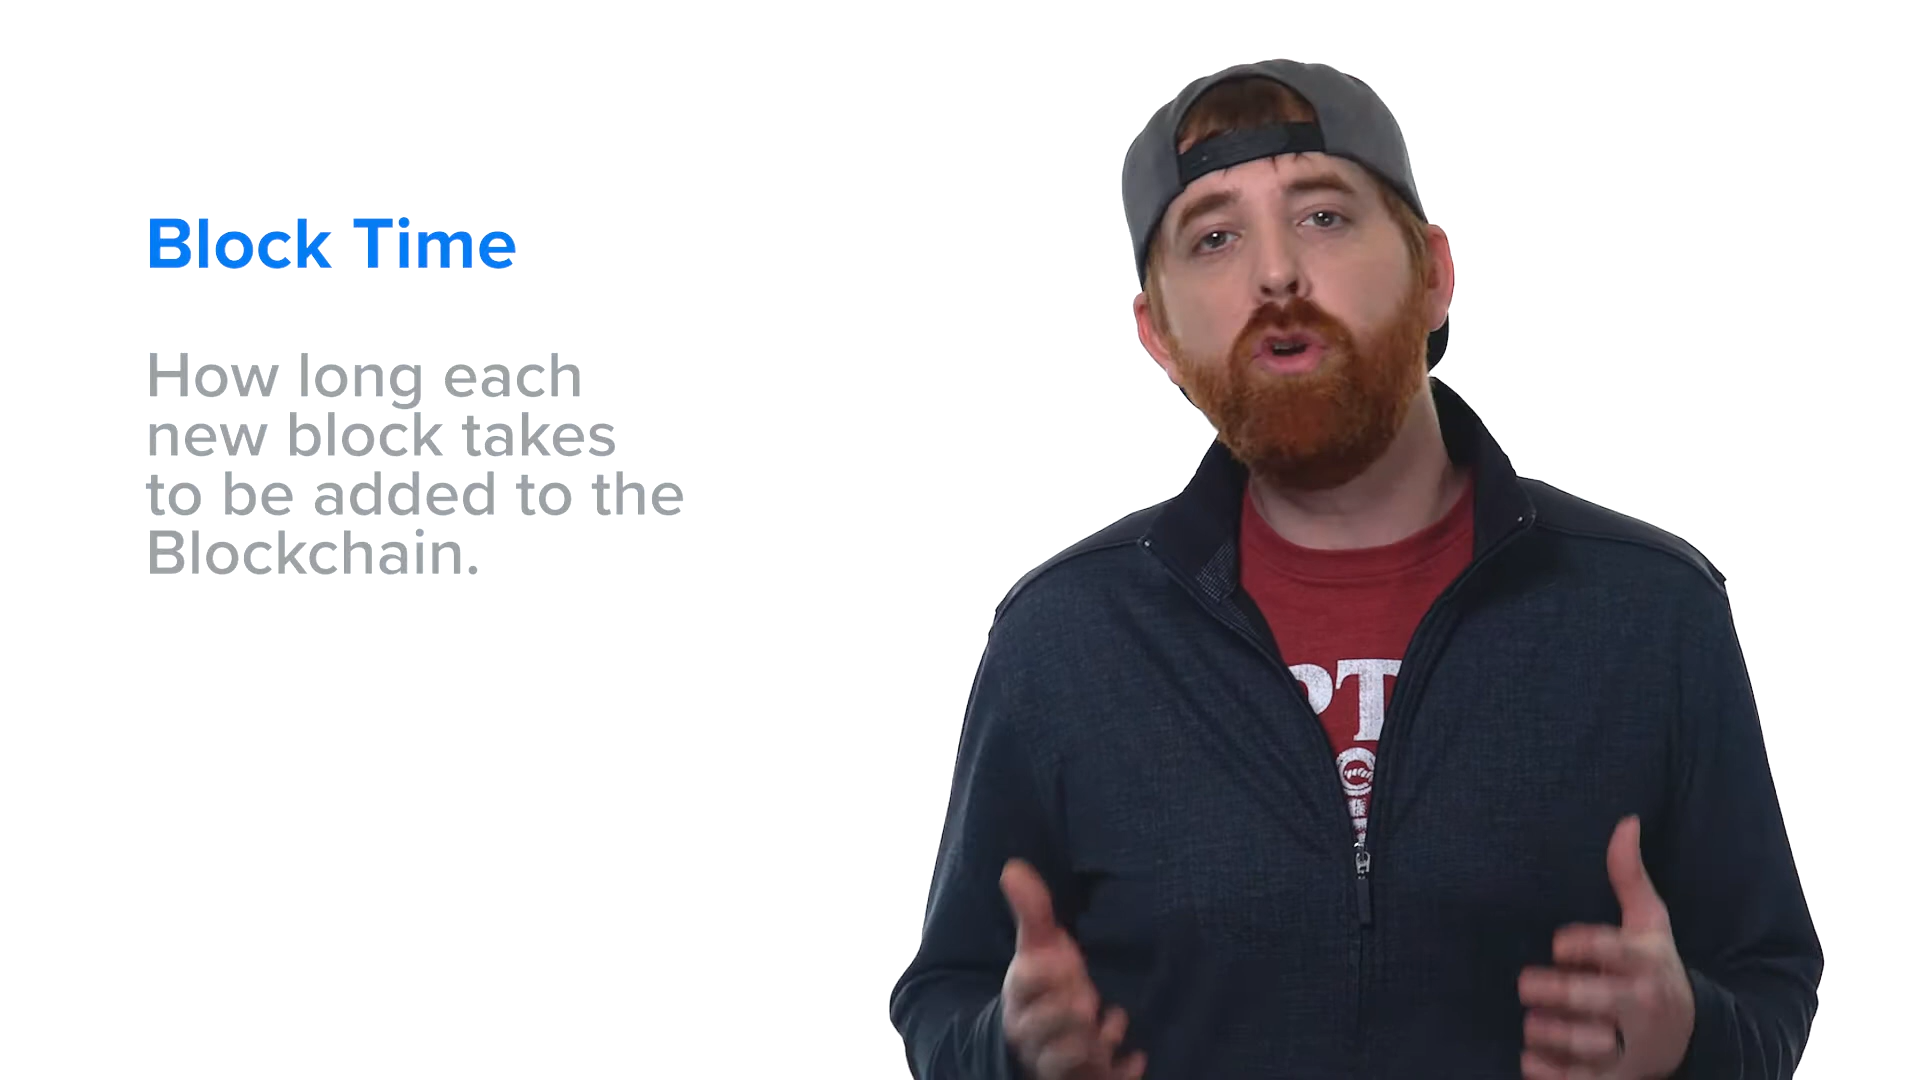 Block Time
How long each
new block takes
to be added to the
Blockchain.